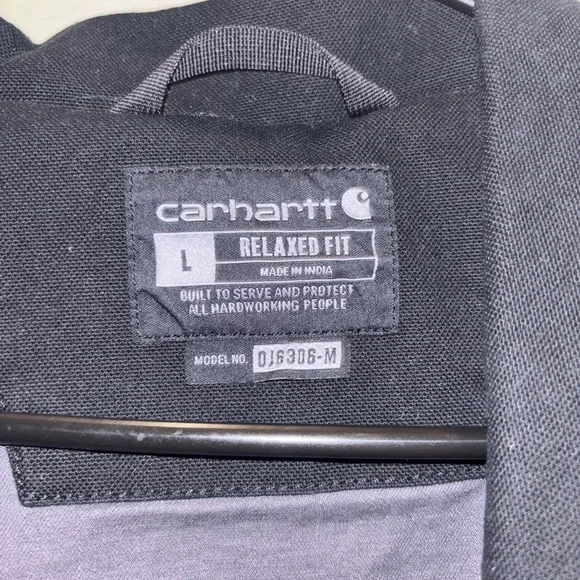 carhartt
L RELAXED FIT
MADE IN INDIA
BUILT TO SERVE AND PROTECT
ALL HARDWORKING PEOPLE
MODEL NO. OJ6306-M